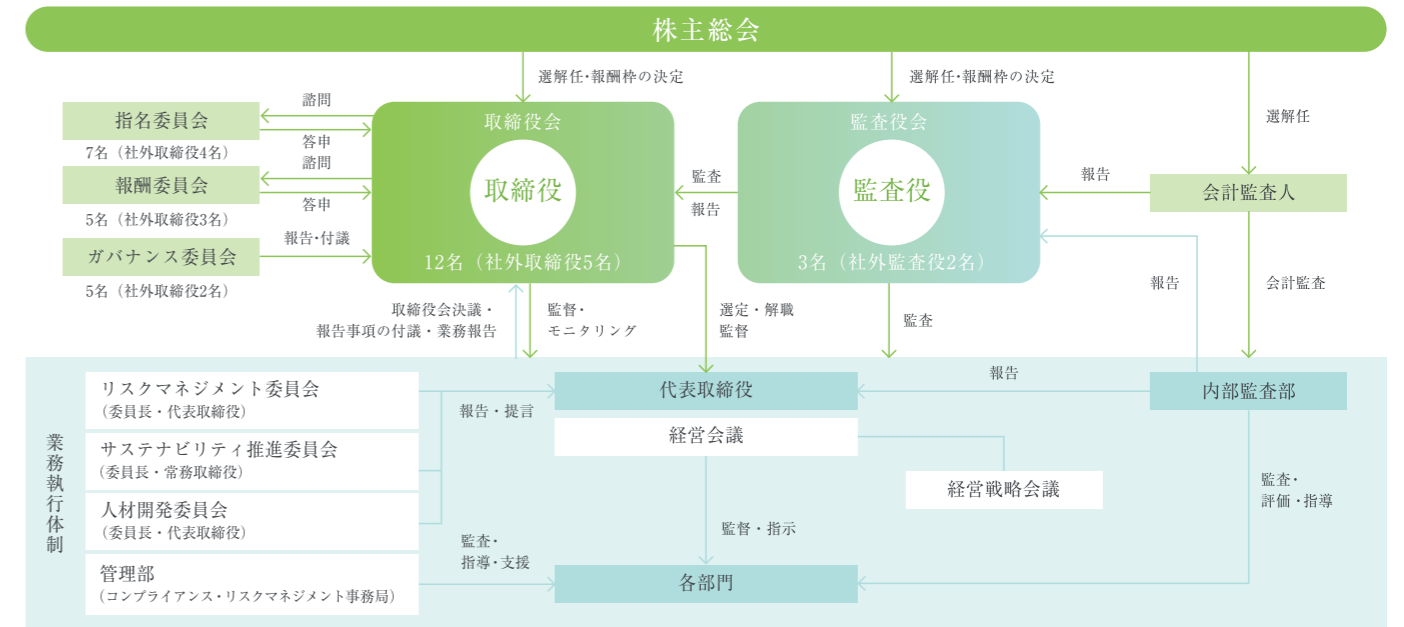 株主総会
選解任･報酬枠の決定
選解任･報酬枠の決定
選解任
指名委員会
7名（社外取締役4名）
諮問
答申
報酬委員会
5名（社外取締役3名）
諮問
答申
ガバナンス委員会
5名（社外取締役2名）
報告･付議
取締役会
取締役
12名（社外取締役5名）
監査
報告
監査役会
監査役
3名（社外監査役2名）
報告
会計監査人
取締役会決議・
報告事項の付議・業務報告
監督・
モニタリング
選定・解職
監督
監査
報告
会計監査
業務執行体制
リスクマネジメント委員会
（委員長・代表取締役）
サステナビリティ推進委員会
（委員長・常務取締役）
人材開発委員会
（委員長・代表取締役）
管理部
（コンプライアンス・リスクマネジメント事務局）
報告・提言
監査・
指導・支援
代表取締役
経営会議
経営戦略会議
監督・指示
各部門
報告
内部監査部
監査・
評価・指導